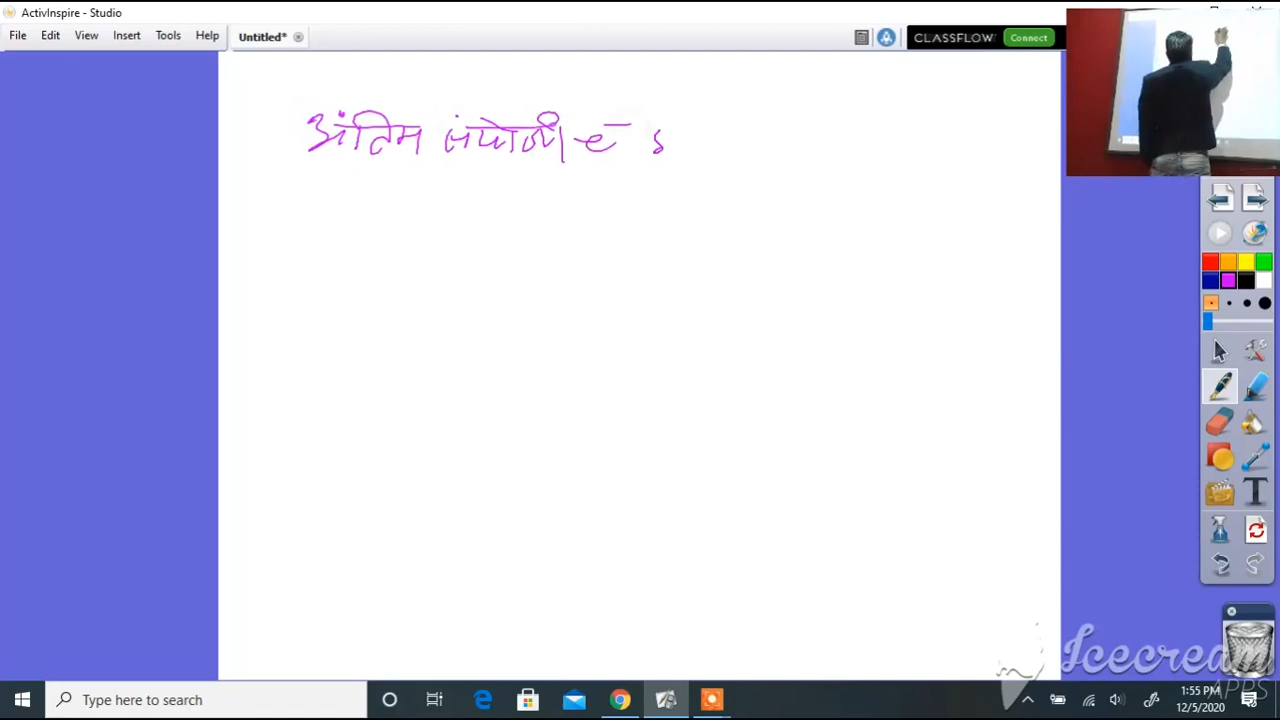 ActivInspire - Studio
File Edit View Insert Tools Help
Untitled*
CLASSFLOW Connect
अंतिम संयोजी e⁻ s
T
Icecream
APPS
Type here to search
1:55 PM
12/5/2020